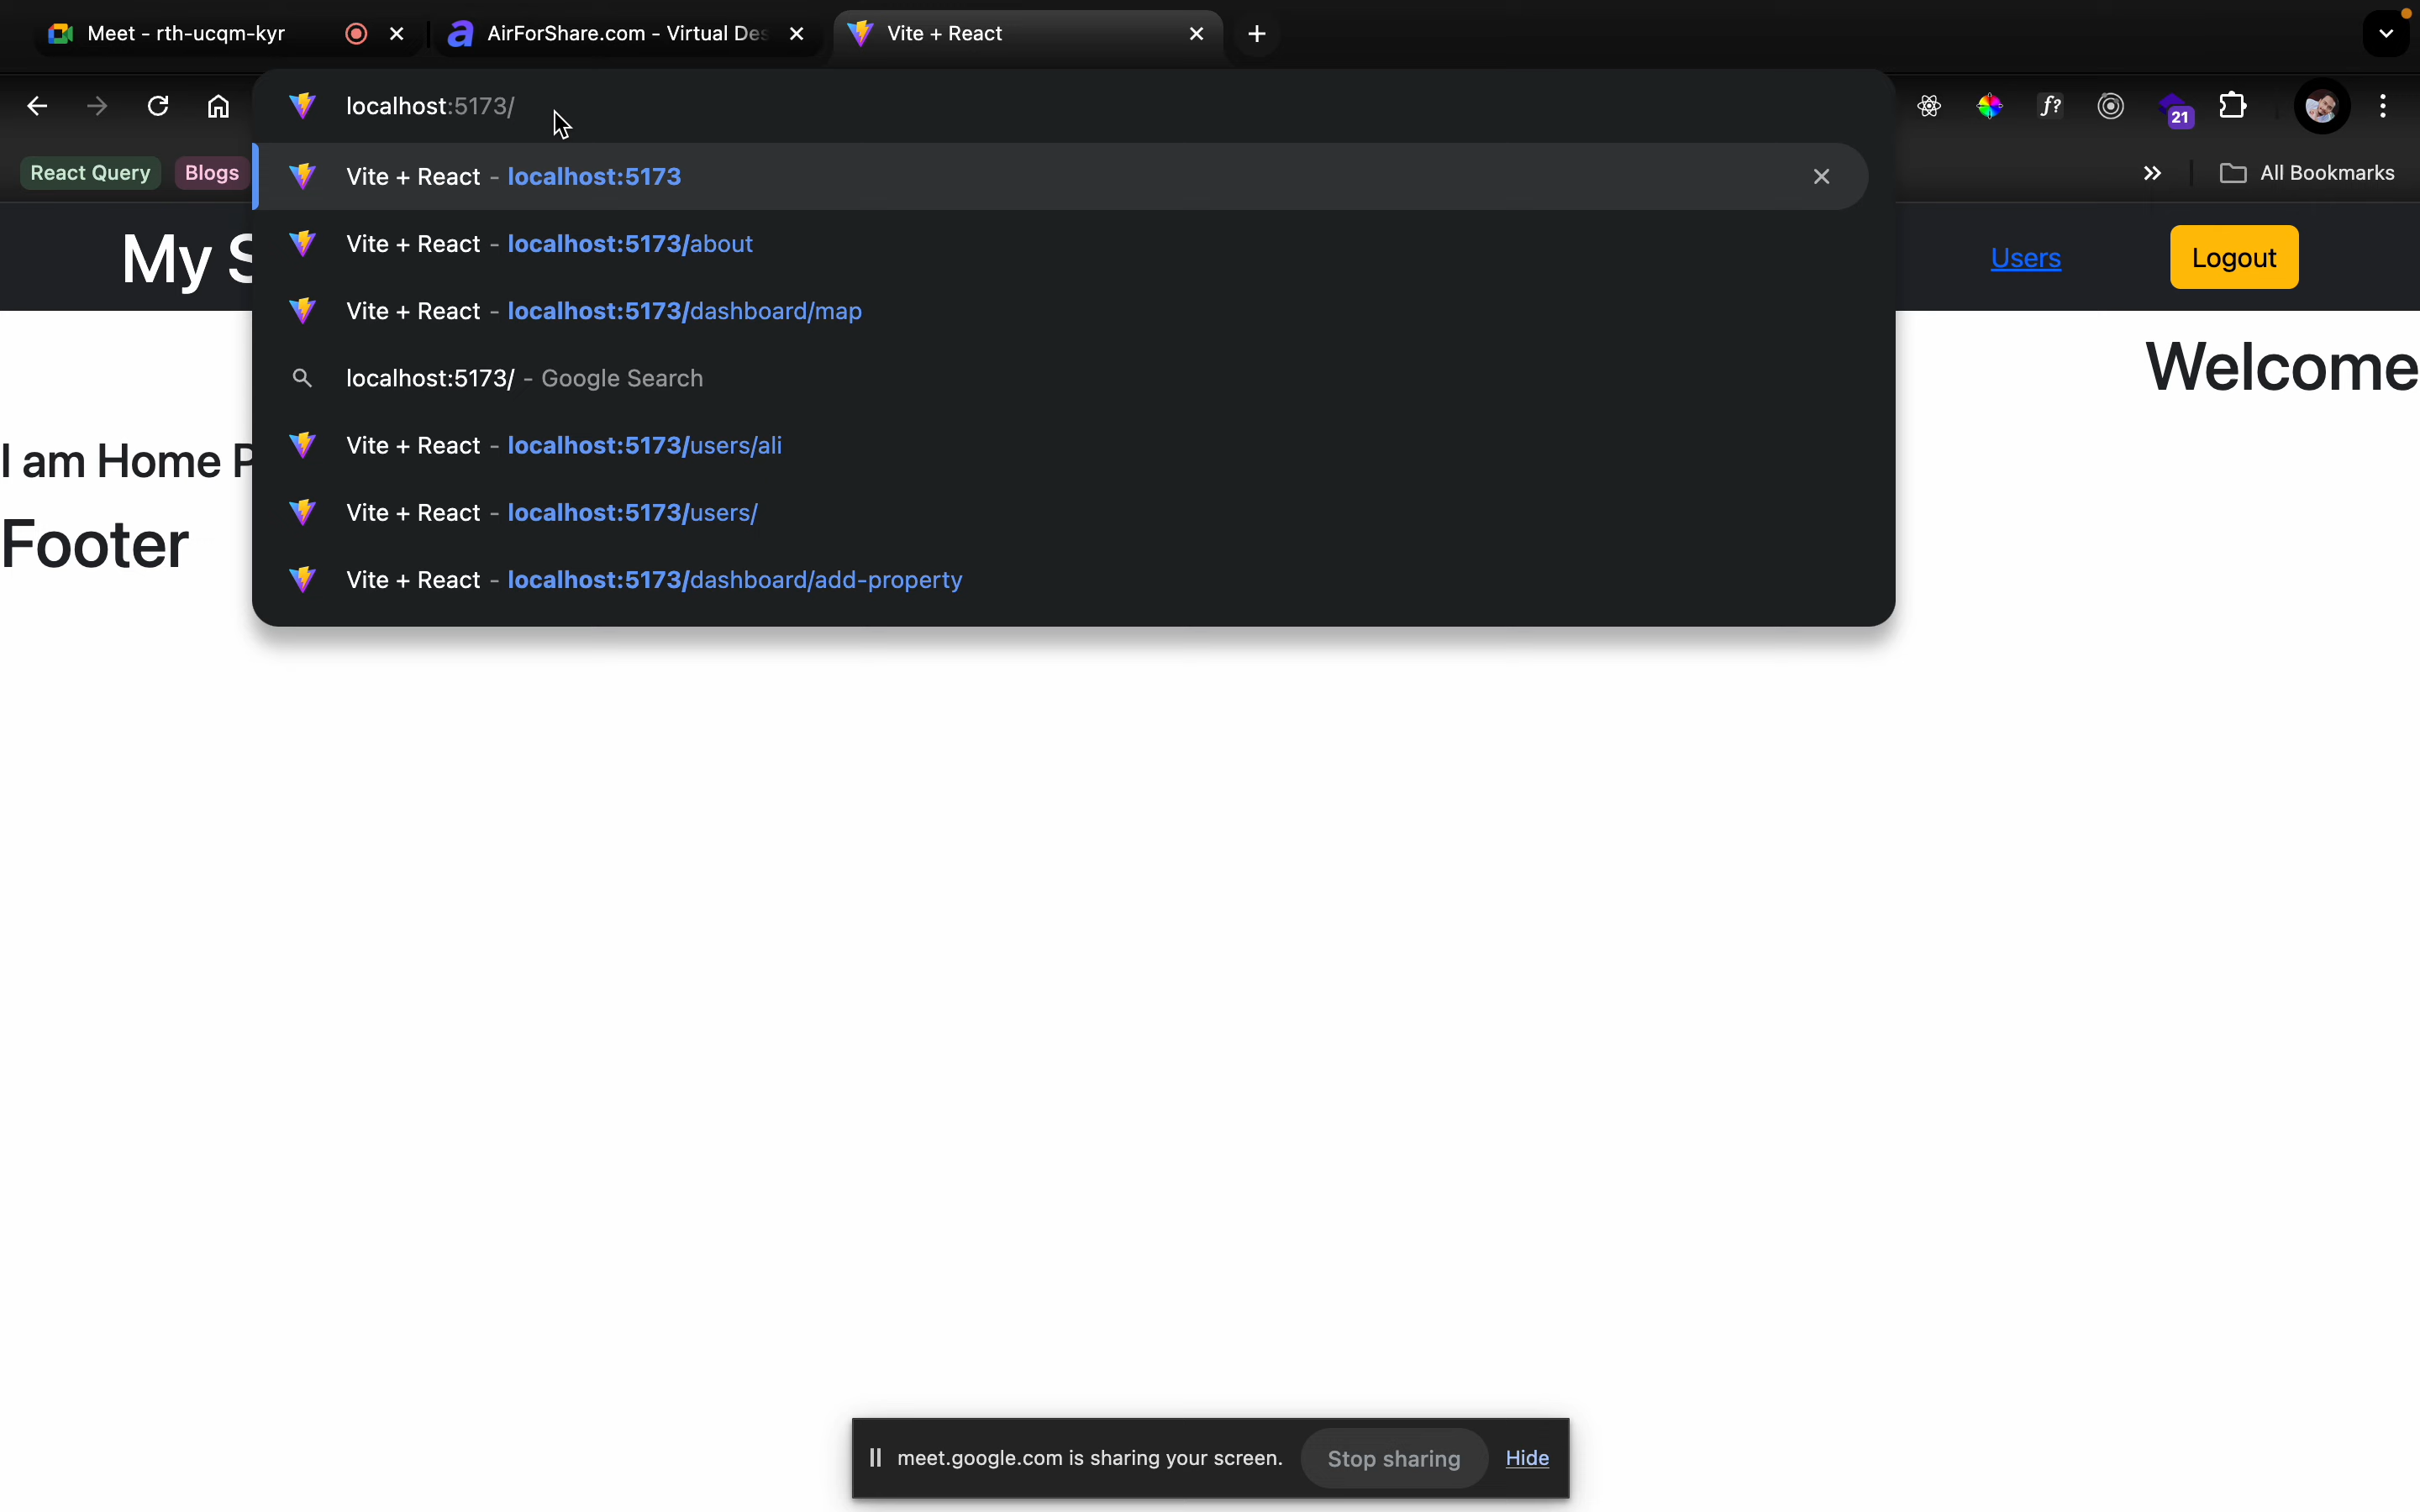 Meet - rth-ucqm-kyr
AirForShare.com - Virtual Des
Vite + React
localhost:5173/
21
React Query
Blogs
All Bookmarks
Vite + React - localhost:5173
Vite + React - localhost:5173/about
Vite + React - localhost:5173/dashboard/map
localhost:5173/ - Google Search
Vite + React - localhost:5173/users/ali
Vite + React - localhost:5173/users/
Vite + React - localhost:5173/dashboard/add-property
My S
Users
Logout
Welcome
I am Home P
Footer
meet.google.com is sharing your screen.
Stop sharing
Hide